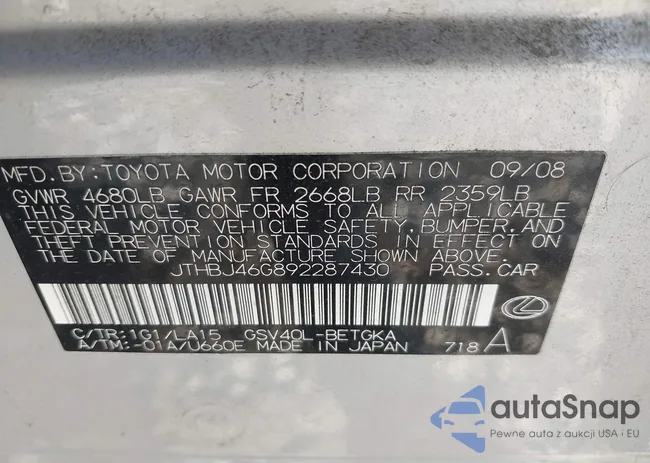 MFD.BY:TOYOTA MOTOR CORPORATION 09/08
GVWR 4680LB GAWR FR 2668LB RR 2359LB
THIS VEHICLE CONFORMS TO ALL APPLICABLE
FEDERAL MOTOR VEHICLE SAFETY,BUMPER,AND
THEFT PREVENTION STANDARDS IN EFFECT ON
THE DATE OF MANUFACTURE SHOWN ABOVE.
JTHBJ46G892287430 PASS.CAR
C/TR:1G1/LA15 GSV40L-BETGKA
A/TM:-01A/U660E MADE IN JAPAN 718 A
autaSnap
Pewne auta z aukcji USA i EU